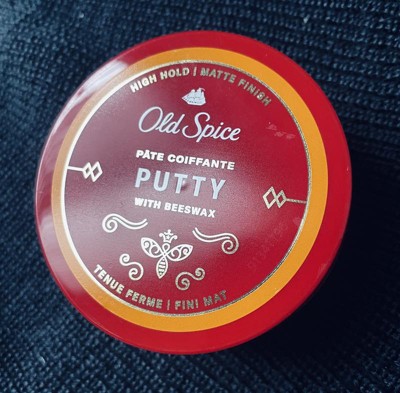 HIGH HOLD | MATTE FINISH
Old Spice
PÂTE COIFFANTE
PUTTY
WITH BEESWAX
TENUE FERME | FINI MAT